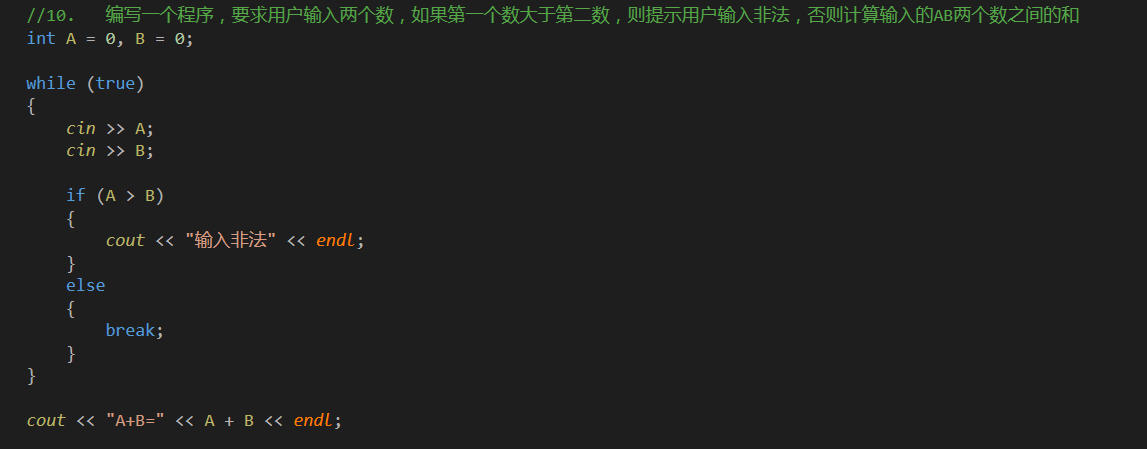 //10.   编写一个程序，要求用户输入两个数，如果第一个数大于第二数，则提示用户输入非法，否则计算输入的AB两个数之间的和
int A = 0, B = 0;
while (true)
{
cin >> A;
cin >> B;
if (A > B)
{
cout << "输入非法" << endl;
}
else
{
break;
}
}
cout << "A+B=" << A + B << endl;